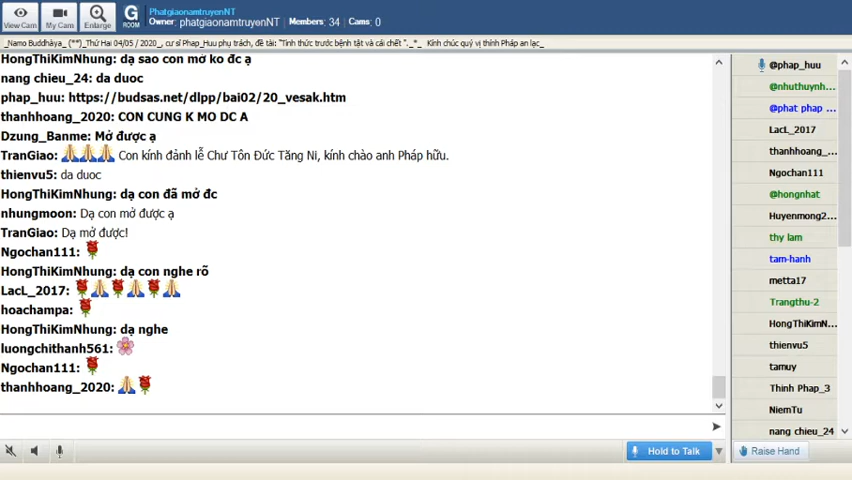 View Cam
My Cam
Enlarge
G
ROOM
PhatgiaonamtruyenNT
Owner: phatgiaonamtruyenNT Members: 34 Cams: 0
_Namo Buddhàya_ (**)_Thứ Hai 04/05 / 2020_, cư sĩ Phap_Huu phụ trách, đề tài: "Tinh thức trước bệnh tật và cái chết "._*_ Kính chúc quý vị thính Pháp an lạc_
HongThiKimNhung: dạ sao con mở ko đc ạ
nang chieu_24: da duoc
phap_huu: https://budsas.net/dlpp/bai02/20_vesak.htm
thanhhoang_2020: CON CUNG K MO DC A
Dzung_Banme: Mở được ạ
TranGiao: 🙏🙏🙏 Con kính đảnh lễ Chư Tôn Đức Tăng Ni, kính chào anh Pháp hữu.
thienvu5: da duoc
HongThiKimNhung: dạ con đã mở đc
nhungmoon: Dạ con mở được ạ
TranGiao: Dạ mở được!
Ngochan111: 🌹
HongThiKimNhung: dạ con nghe rõ
LacL_2017: 🌹🙏🌹🙏🌹🙏
hoachampa: 🌹
HongThiKimNhung: dạ nghe
luongchithanh561: 🌸
Ngochan111: 🌹
thanhhoang_2020: 🙏🌹
Hold to Talk
@phap_huu
@nhuthuynh...
@phat phap ...
LacL_2017
thanhhoang_...
Ngochan111
@hongnhat
Huyenmong2...
thy lam
tam-hanh
metta17
Trangthu-2
HongThiKimN...
thienvu5
tamuy
Thinh Phap_3
NiemTu
nang chieu_24
Raise Hand